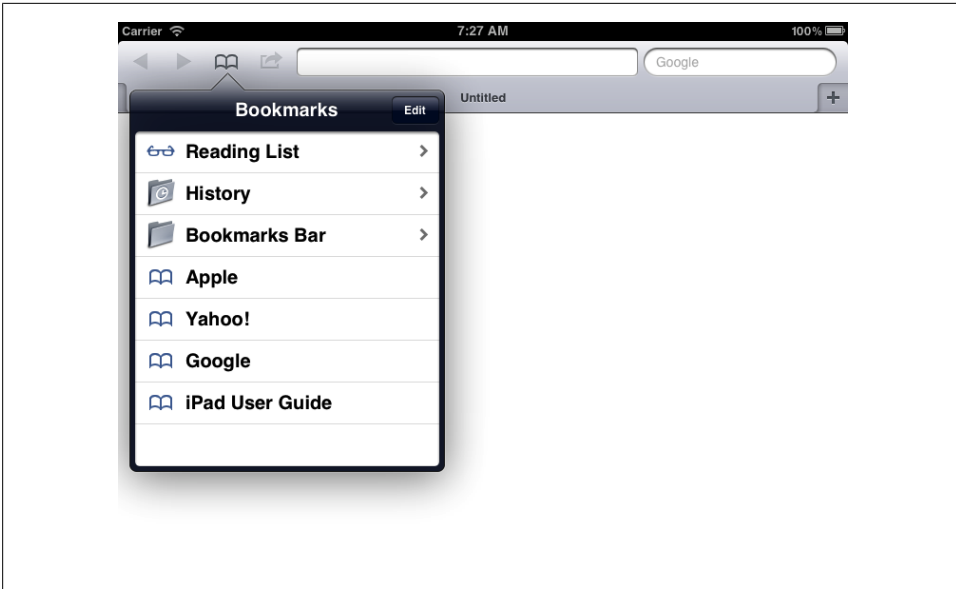 Carrier 7:27 AM 100%
Google
Untitled
Bookmarks Edit
Reading List
History
Bookmarks Bar
Apple
Yahoo!
Google
iPad User Guide